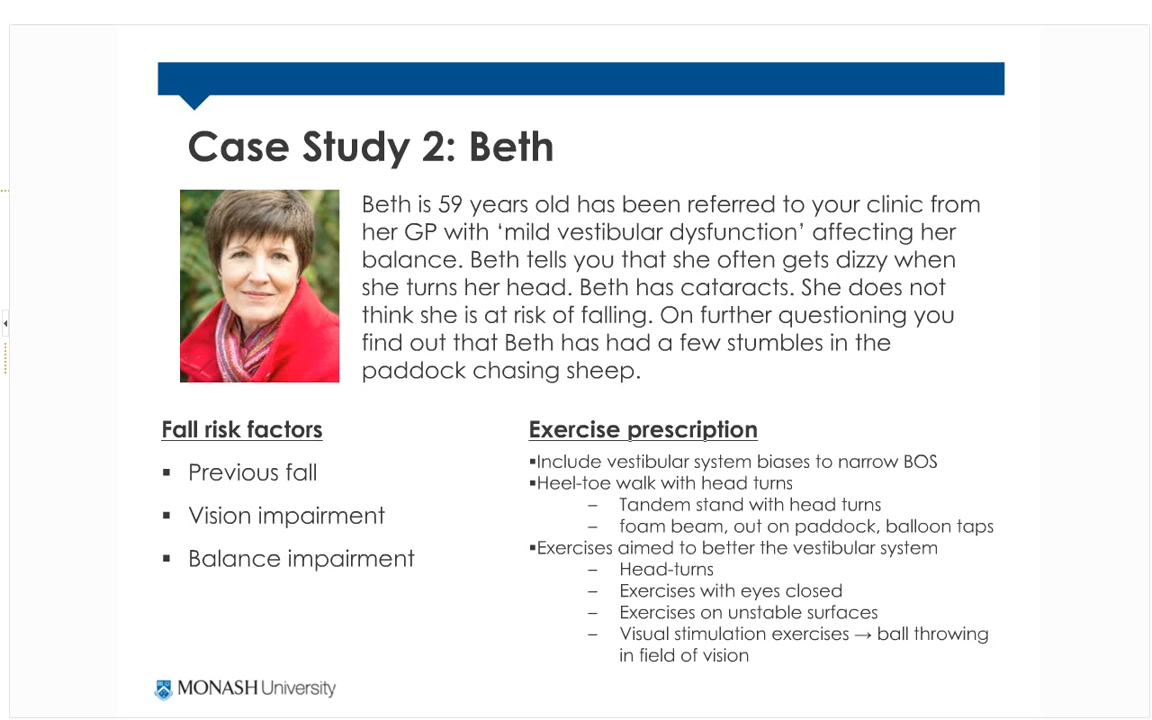 Case Study 2: Beth
Beth is 59 years old has been referred to your clinic from
her GP with ‘mild vestibular dysfunction’ affecting her
balance. Beth tells you that she often gets dizzy when
she turns her head. Beth has cataracts. She does not
think she is at risk of falling. On further questioning you
find out that Beth has had a few stumbles in the
paddock chasing sheep.
Fall risk factors
▪ Previous fall
▪ Vision impairment
▪ Balance impairment
Exercise prescription
▪Include vestibular system biases to narrow BOS
▪Heel-toe walk with head turns
– Tandem stand with head turns
– foam beam, out on paddock, balloon taps
▪Exercises aimed to better the vestibular system
– Head-turns
– Exercises with eyes closed
– Exercises on unstable surfaces
– Visual stimulation exercises → ball throwing
in field of vision
MONASH University